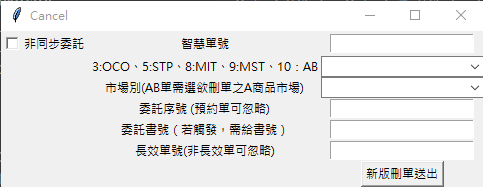 Cancel
非同步委託 智慧單號
3:OCO、5:STP、8:MIT、9:MST、10：AB
市場別(AB單需選欲刪單之A商品市場)
委託序號 (預約單可忽略)
委託書號（若觸發，需給書號）
長效單號(非長效單可忽略)
新版刪單送出